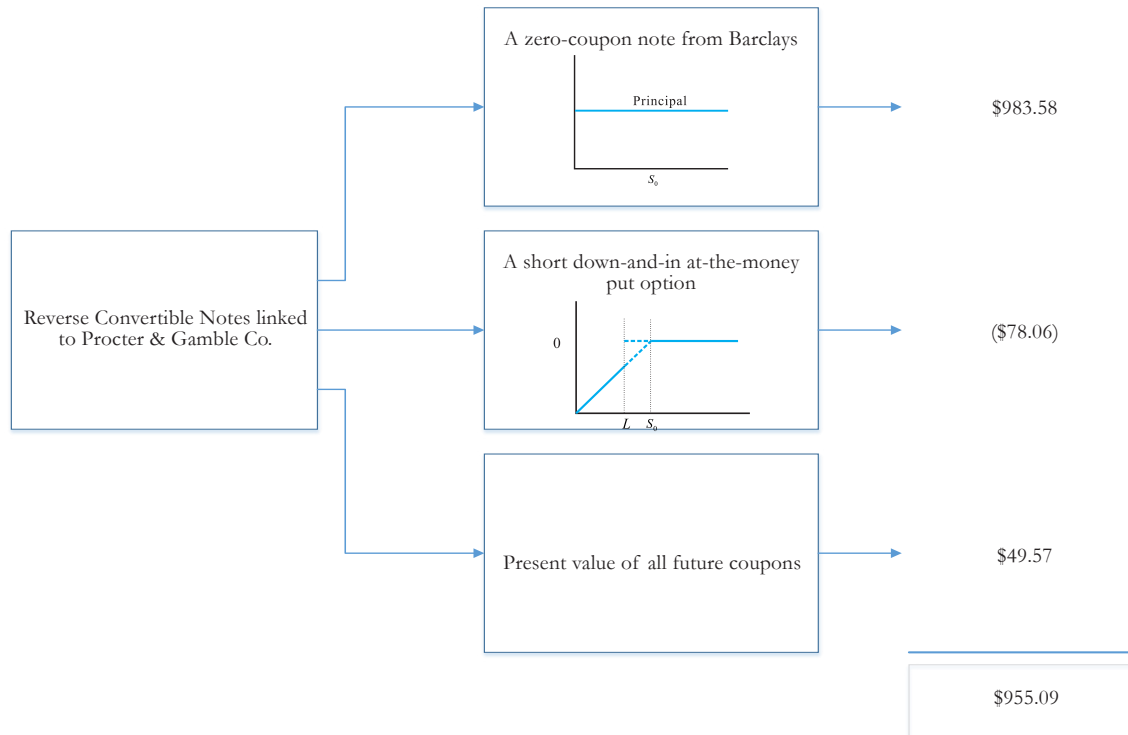 A zero-coupon note from Barclays
Principal
S₀
$983.58
Reverse Convertible Notes linked
to Procter & Gamble Co.
A short down-and-in at-the-money
put option
0
L S₀
($78.06)
Present value of all future coupons
$49.57
$955.09